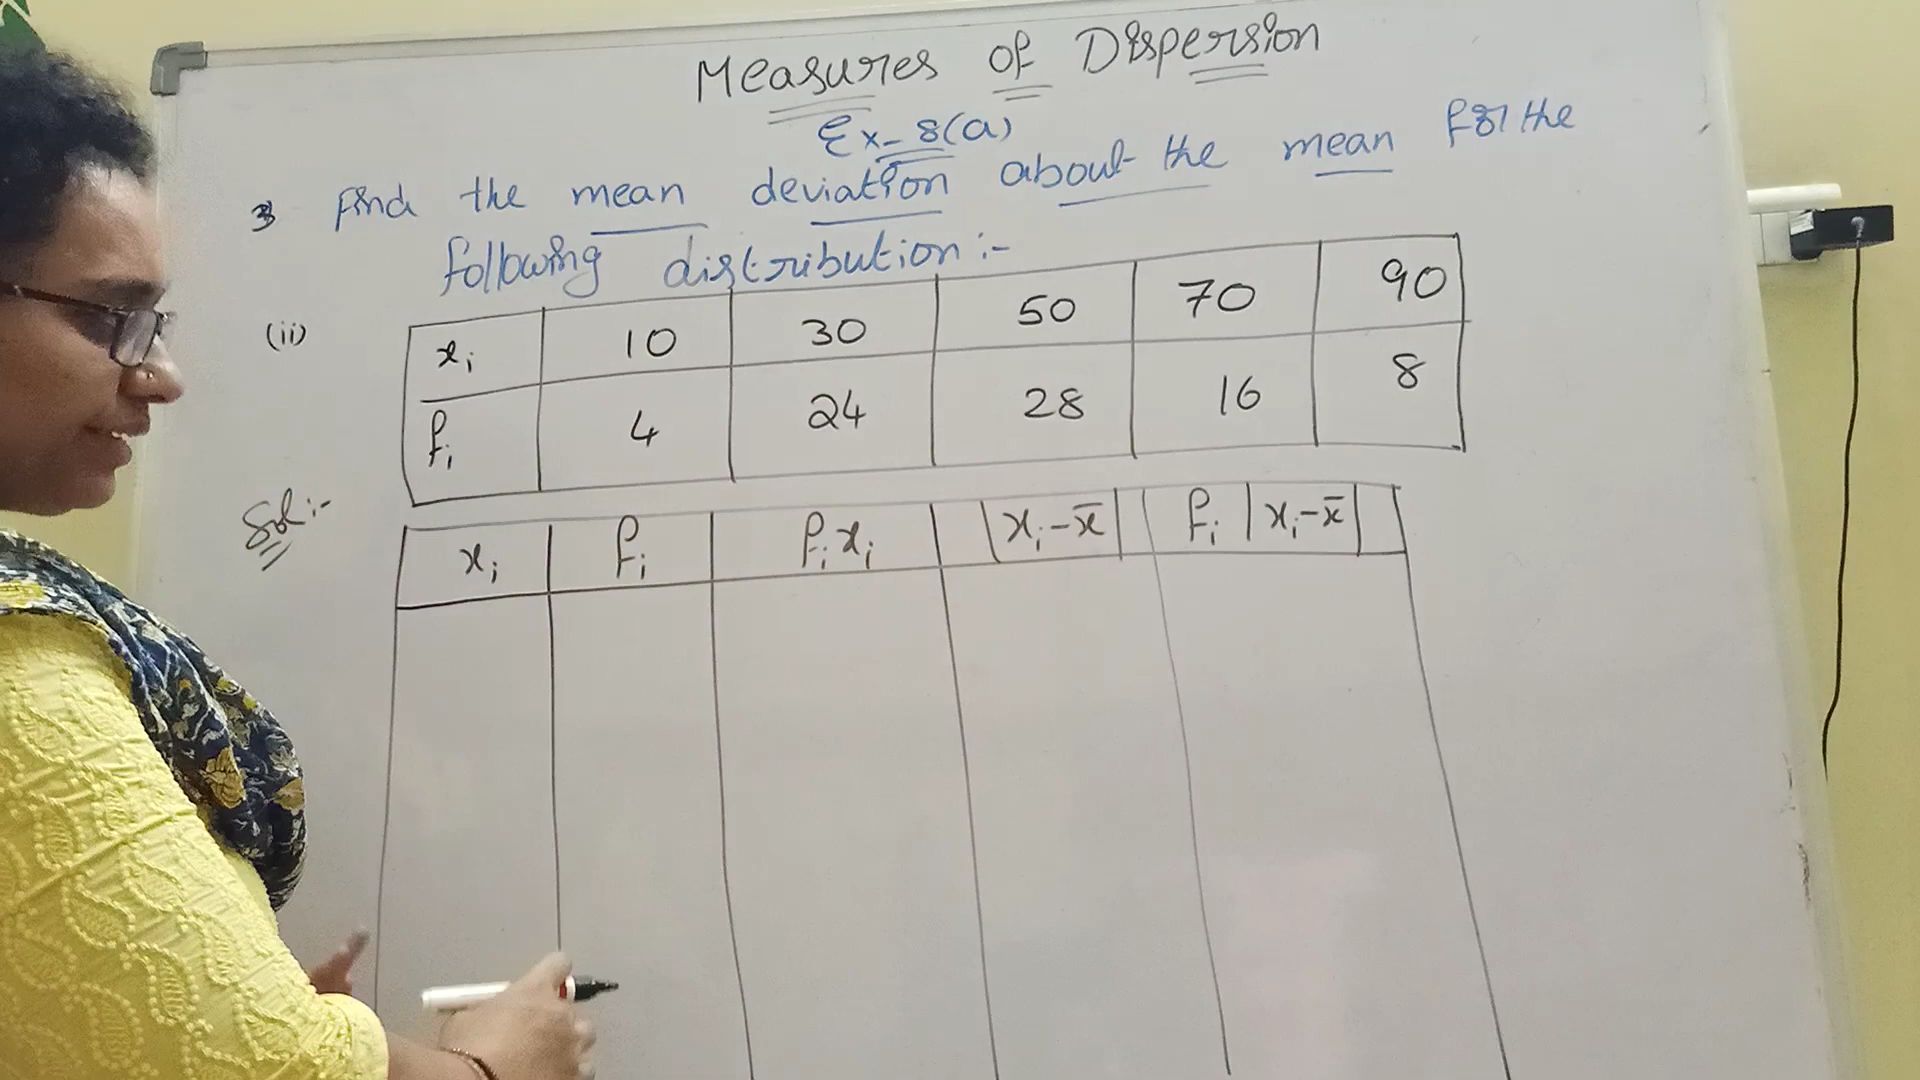 Measures of Dispersion
Ex-8(a)
3 Find the mean deviation about the mean for the
following distribution :-
(ii)
xᵢ 10 30 50 70 90
fᵢ 4 24 28 16 8
Sol:-
xᵢ fᵢ fᵢxᵢ |xᵢ-x̄| fᵢ|xᵢ-x̄|